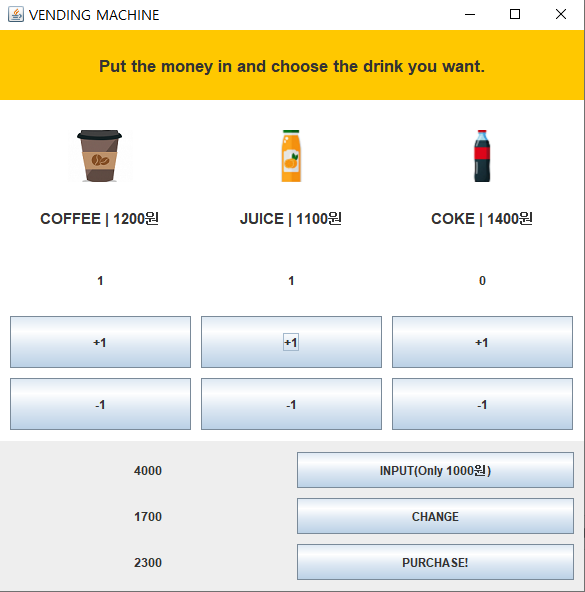 VENDING MACHINE
Put the money in and choose the drink you want.
COFFEE | 1200원 JUICE | 1100원 COKE | 1400원
1 1 0
+1 +1 +1
-1 -1 -1
4000 INPUT(Only 1000원)
1700 CHANGE
2300 PURCHASE!